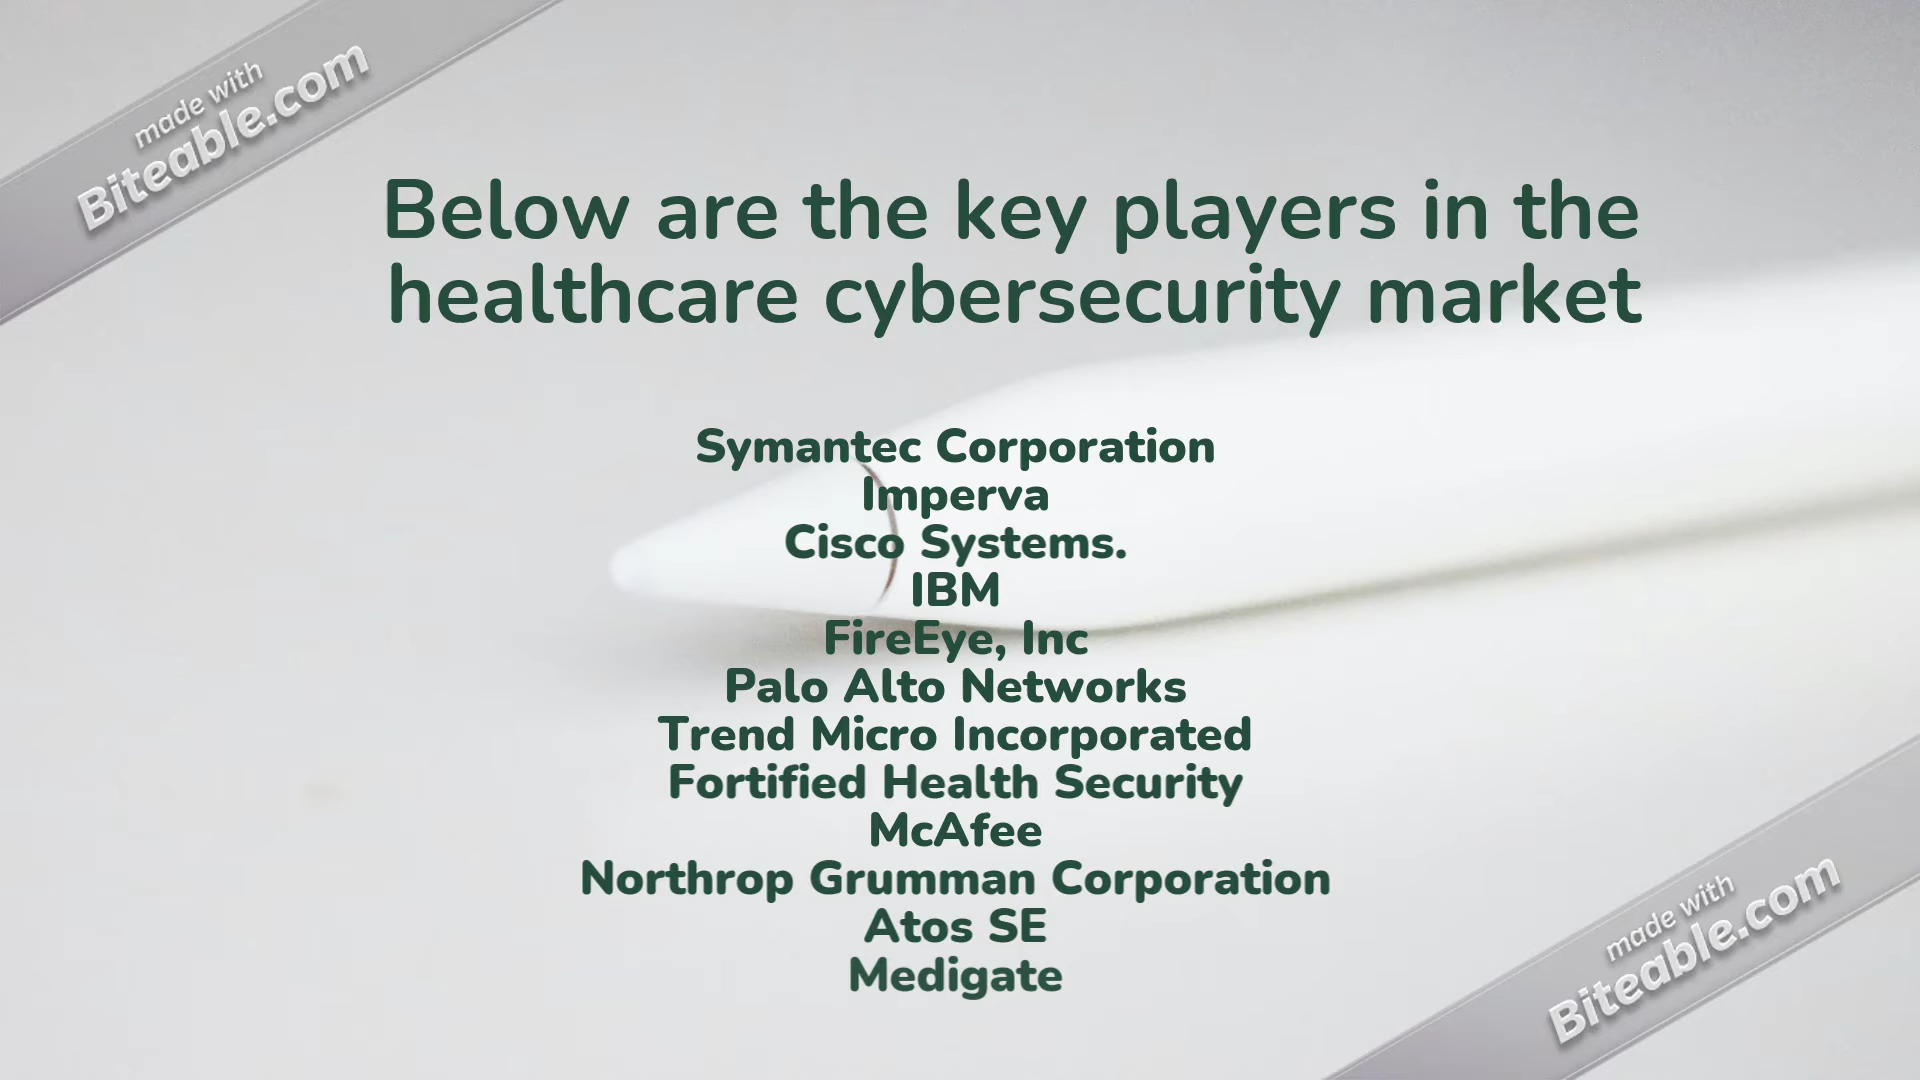 made with
Biteable.com
Below are the key players in the
healthcare cybersecurity market
Symantec Corporation
Imperva
Cisco Systems.
IBM
FireEye, Inc
Palo Alto Networks
Trend Micro Incorporated
Fortified Health Security
McAfee
Northrop Grumman Corporation
Atos SE
Medigate
made with
Biteable.com